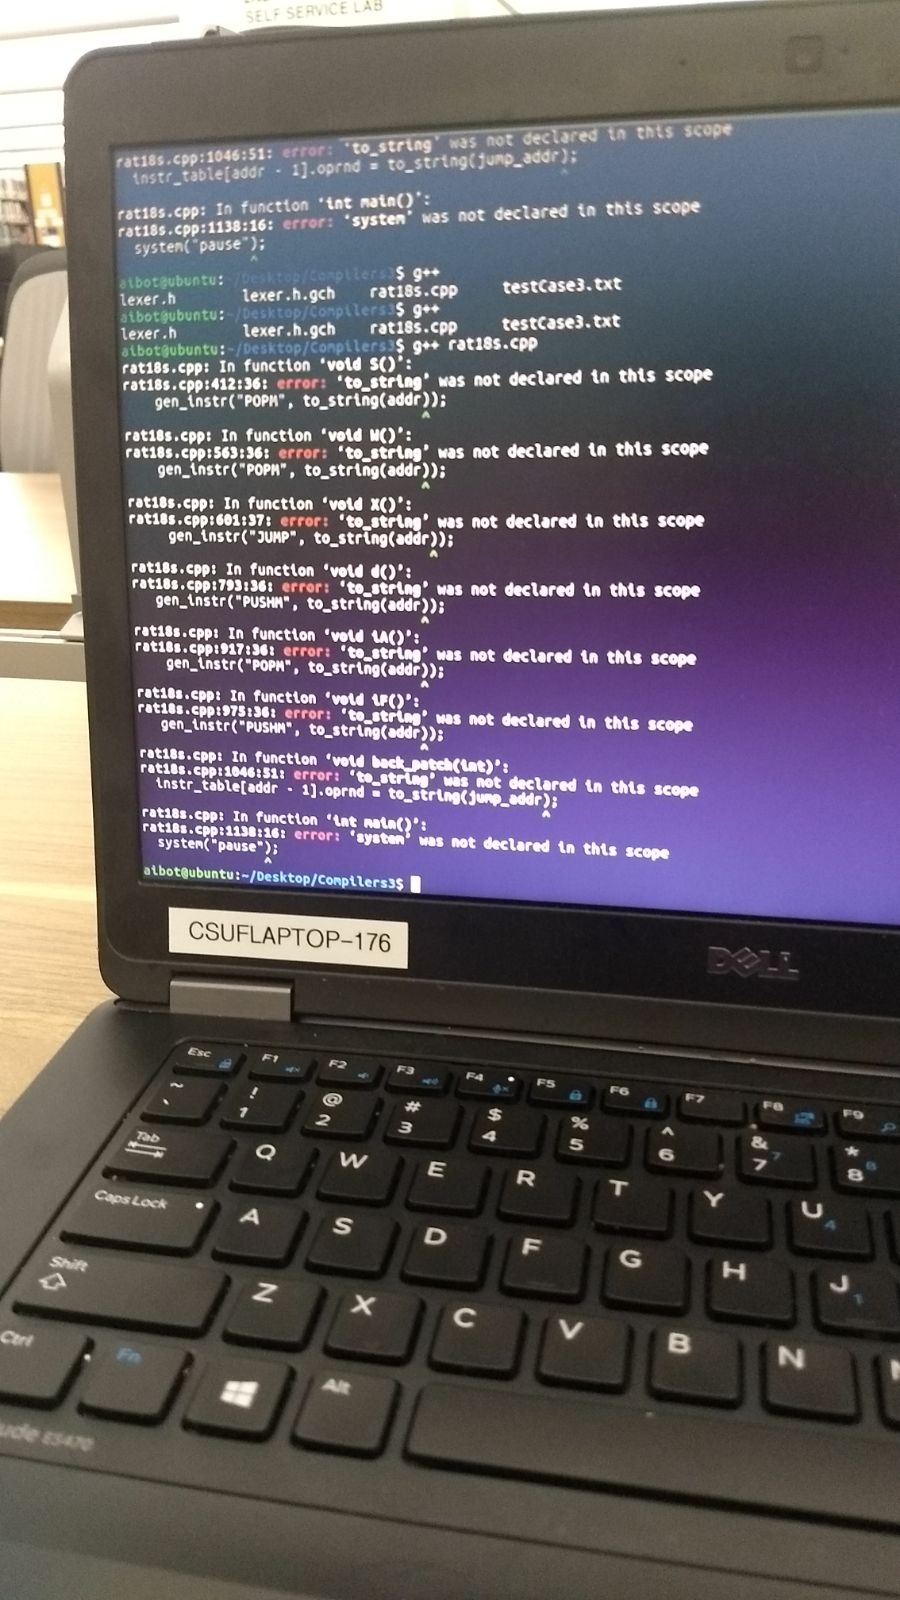 SELF SERVICE LAB
rat18s.cpp:1046:51: error: ‘to_string’ was not declared in this scope
instr_table[addr - 1].oprnd = to_string(jump_addr);
^
rat18s.cpp: In function ‘int main()’:
rat18s.cpp:1138:16: error: ‘system’ was not declared in this scope
system("pause");
^
aibot@ubuntu:~/Desktop/Compilers3$ g++
lexer.h lexer.h.gch rat18s.cpp testCase3.txt
aibot@ubuntu:~/Desktop/Compilers3$ g++
lexer.h lexer.h.gch rat18s.cpp testCase3.txt
aibot@ubuntu:~/Desktop/Compilers3$ g++ rat18s.cpp
rat18s.cpp: In function ‘void S()’:
rat18s.cpp:412:36: error: ‘to_string’ was not declared in this scope
gen_instr("POPM", to_string(addr));
^
rat18s.cpp: In function ‘void W()’:
rat18s.cpp:563:36: error: ‘to_string’ was not declared in this scope
gen_instr("POPM", to_string(addr));
^
rat18s.cpp: In function ‘void X()’:
rat18s.cpp:601:37: error: ‘to_string’ was not declared in this scope
gen_instr("JUMP", to_string(addr));
^
rat18s.cpp: In function ‘void d()’:
rat18s.cpp:793:36: error: ‘to_string’ was not declared in this scope
gen_instr("PUSHM", to_string(addr));
^
rat18s.cpp: In function ‘void iA()’:
rat18s.cpp:917:36: error: ‘to_string’ was not declared in this scope
gen_instr("POPM", to_string(addr));
^
rat18s.cpp: In function ‘void iF()’:
rat18s.cpp:975:36: error: ‘to_string’ was not declared in this scope
gen_instr("PUSHM", to_string(addr));
^
rat18s.cpp: In function ‘void back_patch(int)’:
rat18s.cpp:1046:51: error: ‘to_string’ was not declared in this scope
instr_table[addr - 1].oprnd = to_string(jump_addr);
^
rat18s.cpp: In function ‘int main()’:
rat18s.cpp:1138:16: error: ‘system’ was not declared in this scope
system("pause");
^
aibot@ubuntu:~/Desktop/Compilers3$
CSUFLAPTOP-176
DELL
Esc F1 F2 F3 F4 F5 F6 F7 F8 F9
~ ! @ # $ % ^ & *
` 1 2 3 4 5 6 7 7 8
Tab Q W E R T Y U 4
Caps Lock A S D F G H J 1
Shift Z X C V B N
Ctrl Fn Alt
E5470